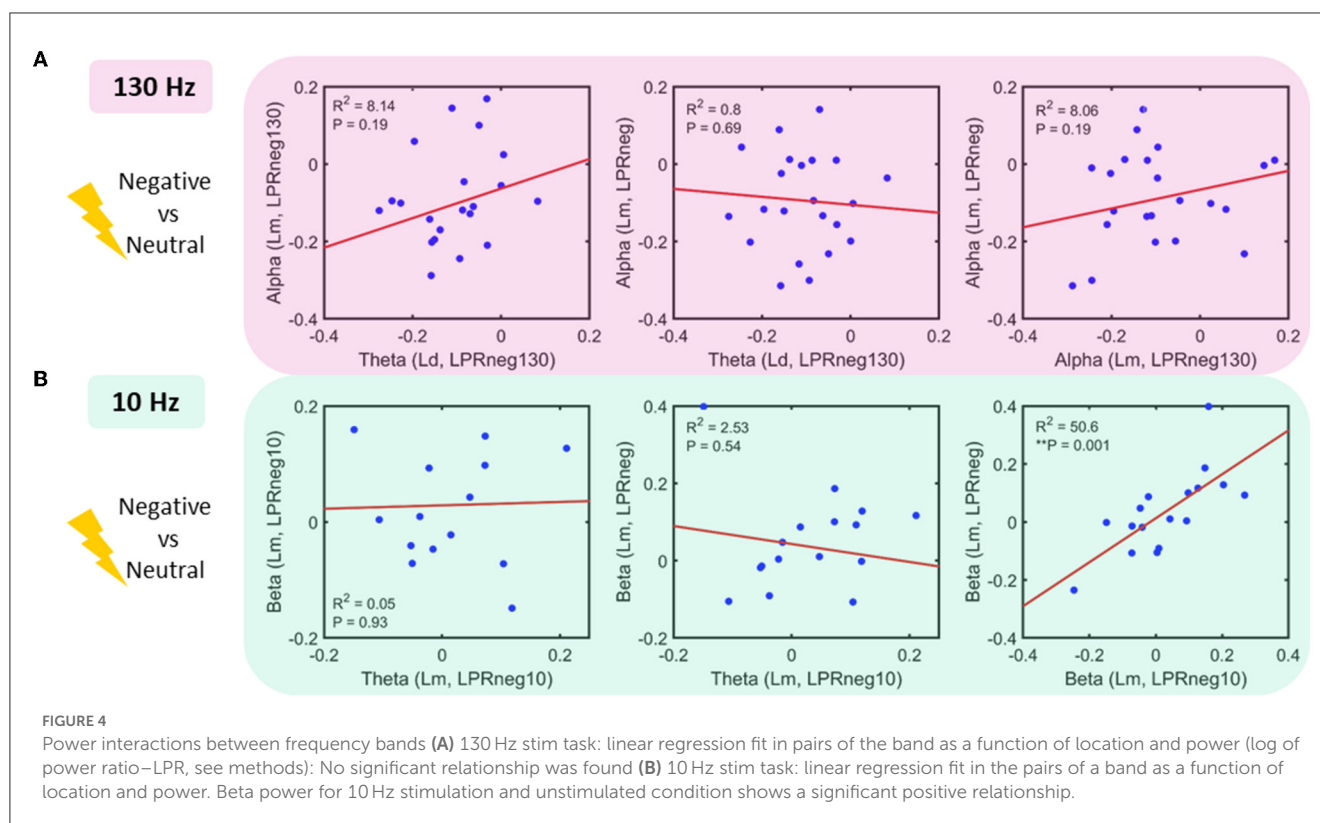 A
130 Hz
Negative
vs
Neutral
R² = 8.14
P = 0.19
Alpha (Lm, LPRneg130)
0.2
0
-0.2
-0.4
-0.4 -0.2 0 0.2
Theta (Ld, LPRneg130)
R² = 0.8
P = 0.69
Alpha (Lm, LPRneg)
0.2
0
-0.2
-0.4
-0.4 -0.2 0 0.2
Theta (Ld, LPRneg130)
R² = 8.06
P = 0.19
Alpha (Lm, LPRneg)
0.2
0
-0.2
-0.4
-0.4 -0.2 0 0.2
Alpha (Lm, LPRneg130)
B
10 Hz
Negative
vs
Neutral
R² = 0.05
P = 0.93
Beta (Lm, LPRneg10)
0.2
0
-0.2
-0.2 0 0.2
Theta (Lm, LPRneg10)
R² = 2.53
P = 0.54
Beta (Lm, LPRneg)
0.4
0.2
0
-0.2
-0.2 0 0.2
Theta (Lm, LPRneg10)
R² = 50.6
**P = 0.001
Beta (Lm, LPRneg)
0.4
0.2
0
-0.2
-0.4
-0.4 -0.2 0 0.2 0.4
Beta (Lm, LPRneg10)
FIGURE 4
Power interactions between frequency bands (A) 130 Hz stim task: linear regression fit in pairs of the band as a function of location and power (log of
power ratio–LPR, see methods): No significant relationship was found (B) 10 Hz stim task: linear regression fit in the pairs of a band as a function of
location and power. Beta power for 10 Hz stimulation and unstimulated condition shows a significant positive relationship.